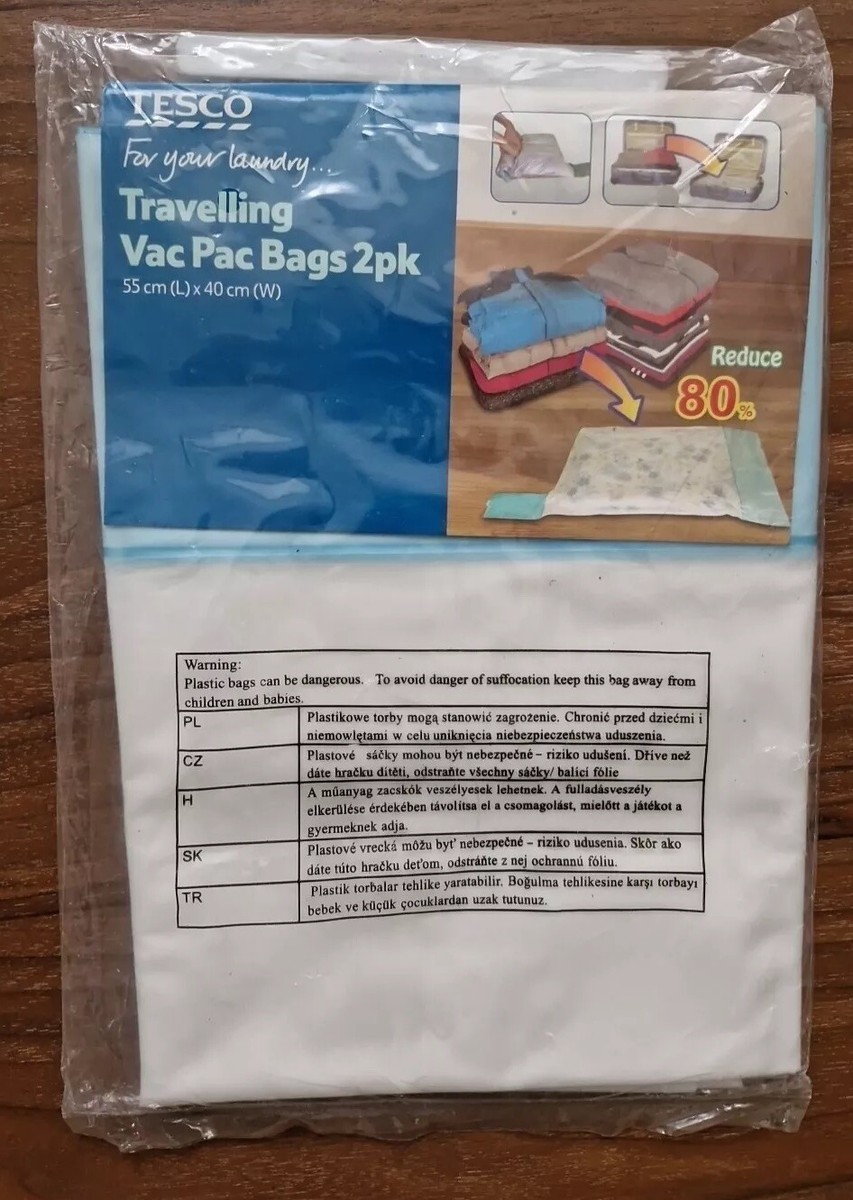 TESCO
For your laundry...
Travelling
Vac Pac Bags 2pk
55 cm (L) x 40 cm (W)
Reduce
80%
Warning:
Plastic bags can be dangerous. To avoid danger of suffocation keep this bag away from
children and babies.
PL
Plastikowe torby mogą stanowić zagrożenie. Chronić przed dziećmi i
niemowlętami w celu uniknięcia niebezpieczeństwa uduszenia.
CZ
Plastové sáčky mohou být nebezpečné – riziko udušení. Dříve než
dáte hračku dítěti, odstraňte všechny sáčky/ balicí fólie
H
A műanyag zacskók veszélyesek lehetnek. A fulladásveszély
elkerülése érdekében távolítsa el a csomagolást, mielőtt a játékot a
gyermeknek adja.
SK
Plastové vrecká môžu byť nebezpečné – riziko udusenia. Skôr ako
dáte túto hračku deťom, odstráňte z nej ochrannú fóliu.
TR
Plastik torbalar tehlike yaratabilir. Boğulma tehlikesine karşı torbayı
bebek ve küçük çocuklardan uzak tutunuz.